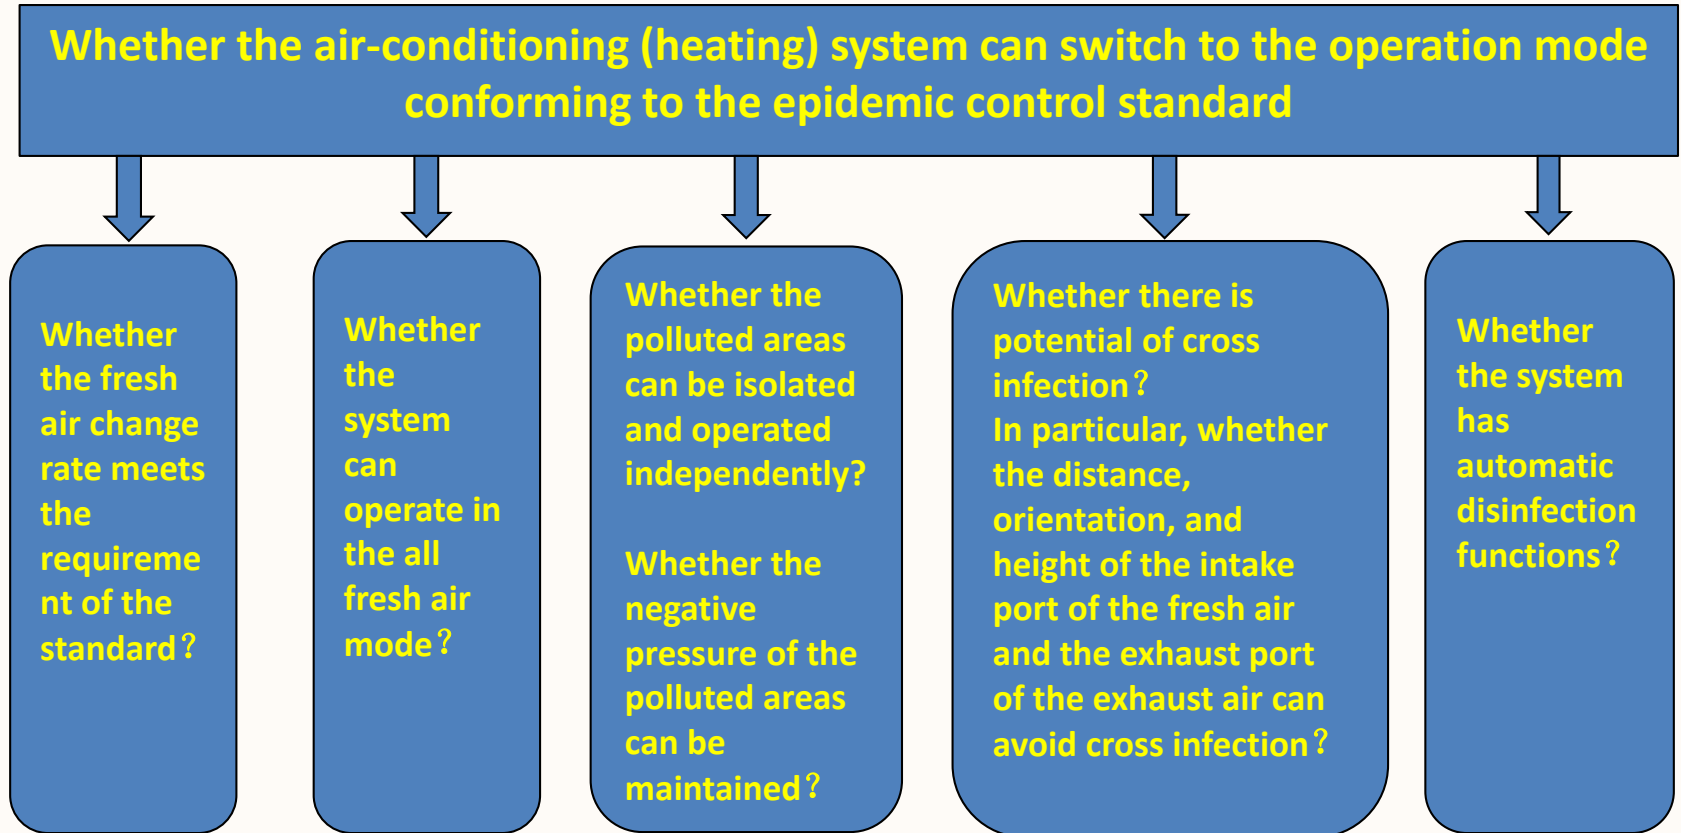 Whether the air-conditioning (heating) system can switch to the operation mode
conforming to the epidemic control standard
Whether
the fresh
air change
rate meets
the
requireme
nt of the
standard？
Whether
the
system
can
operate in
the all
fresh air
mode？
Whether the
polluted areas
can be isolated
and operated
independently?
Whether the
negative
pressure of the
polluted areas
can be
maintained？
Whether there is
potential of cross
infection？
In particular, whether
the distance,
orientation, and
height of the intake
port of the fresh air
and the exhaust port
of the exhaust air can
avoid cross infection？
Whether
the system
has
automatic
disinfection
functions？